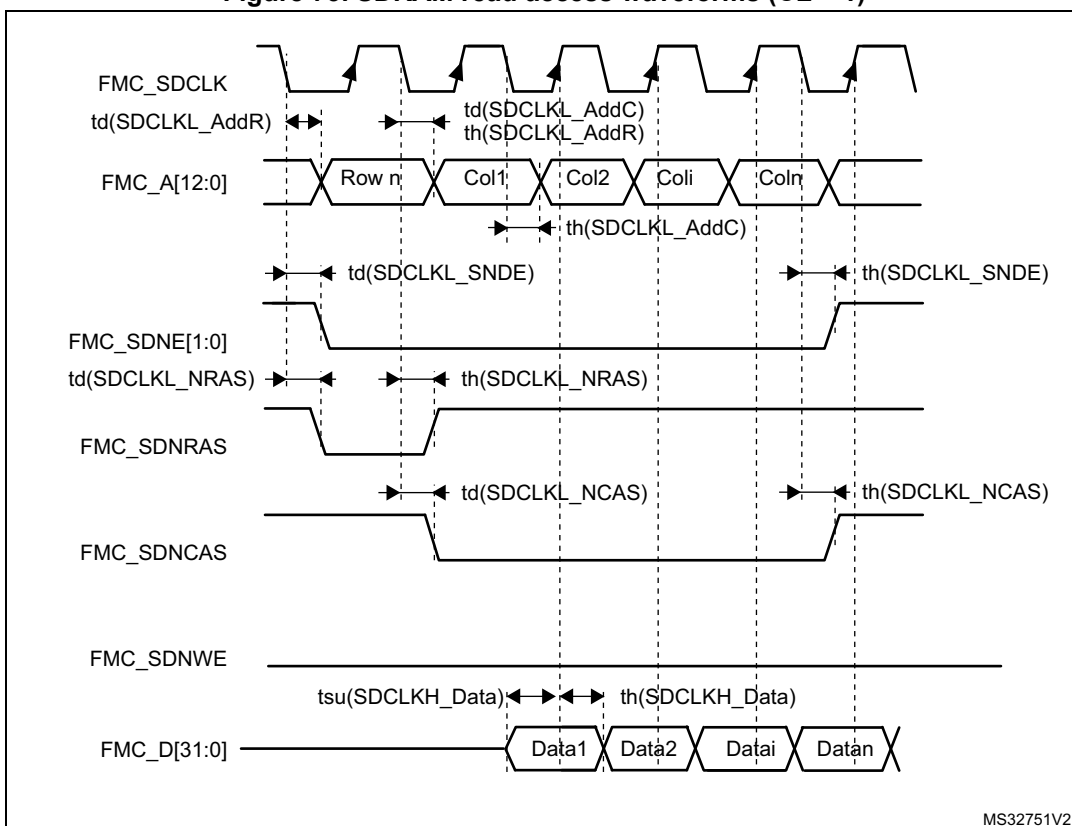 FMC_SDCLK
td(SDCLKL_AddR)
td(SDCLKL_AddC)
th(SDCLKL_AddR)
FMC_A[12:0]
Row n
Col1
Col2
Coli
Coln
th(SDCLKL_AddC)
td(SDCLKL_SNDE)
th(SDCLKL_SNDE)
FMC_SDNE[1:0]
td(SDCLKL_NRAS)
th(SDCLKL_NRAS)
FMC_SDNRAS
td(SDCLKL_NCAS)
th(SDCLKL_NCAS)
FMC_SDNCAS
FMC_SDNWE
tsu(SDCLKH_Data)
th(SDCLKH_Data)
FMC_D[31:0]
Data1
Data2
Datai
Datan
MS32751V2